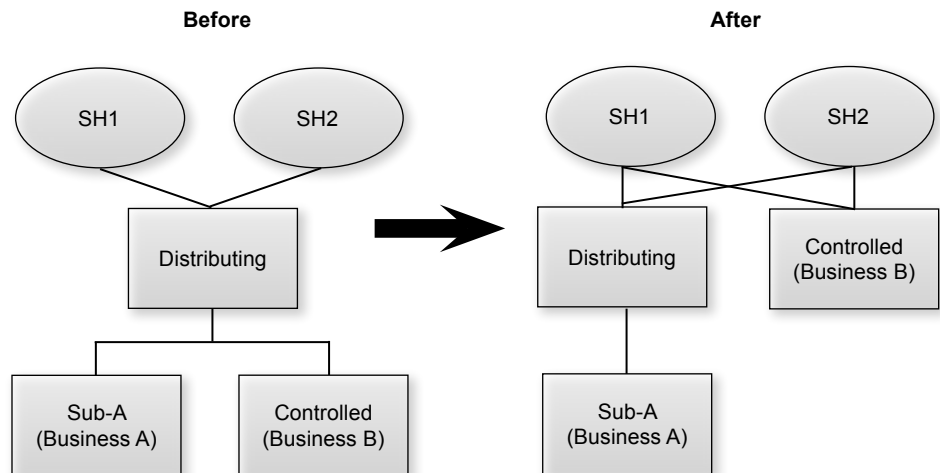 Before
SH1
SH2
Distributing
Sub-A
(Business A)
Controlled
(Business B)
After
SH1
SH2
Distributing
Controlled
(Business B)
Sub-A
(Business A)